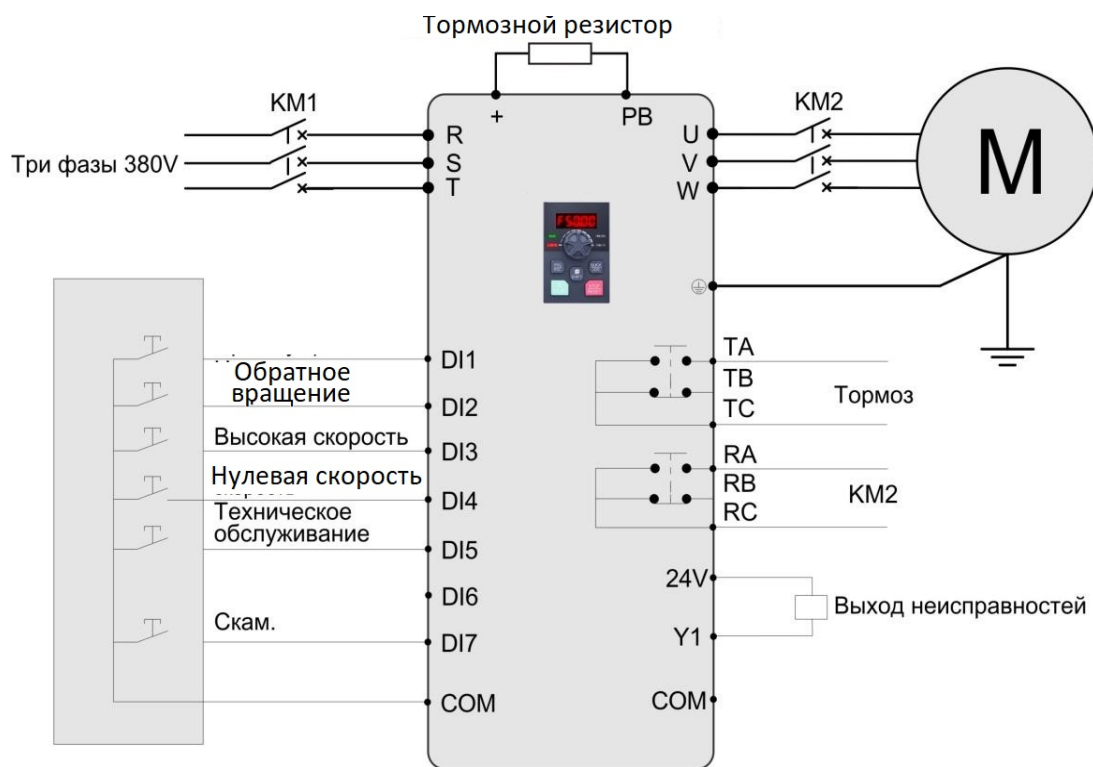 Тормозной резистор
KM1
KM2
+
PB
R
S
T
U
V
W
Три фазы 380V
M
F50.00
DI1
DI2
DI3
DI4
DI5
DI6
DI7
COM
Обратное
вращение
Высокая скорость
Нулевая скорость
Техническое
обслуживание
Скам.
TA
TB
TC
Тормоз
RA
RB
RC
KM2
24V
Y1
COM
Выход неисправностей